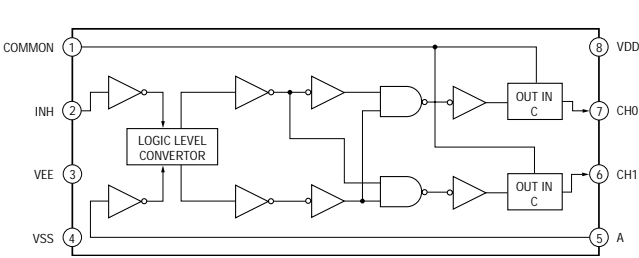 COMMON 1
8 VDD
INH 2
LOGIC LEVEL
CONVERTOR
OUT IN
C
7 CH0
VEE 3
OUT IN
C
6 CH1
VSS 4
5 A